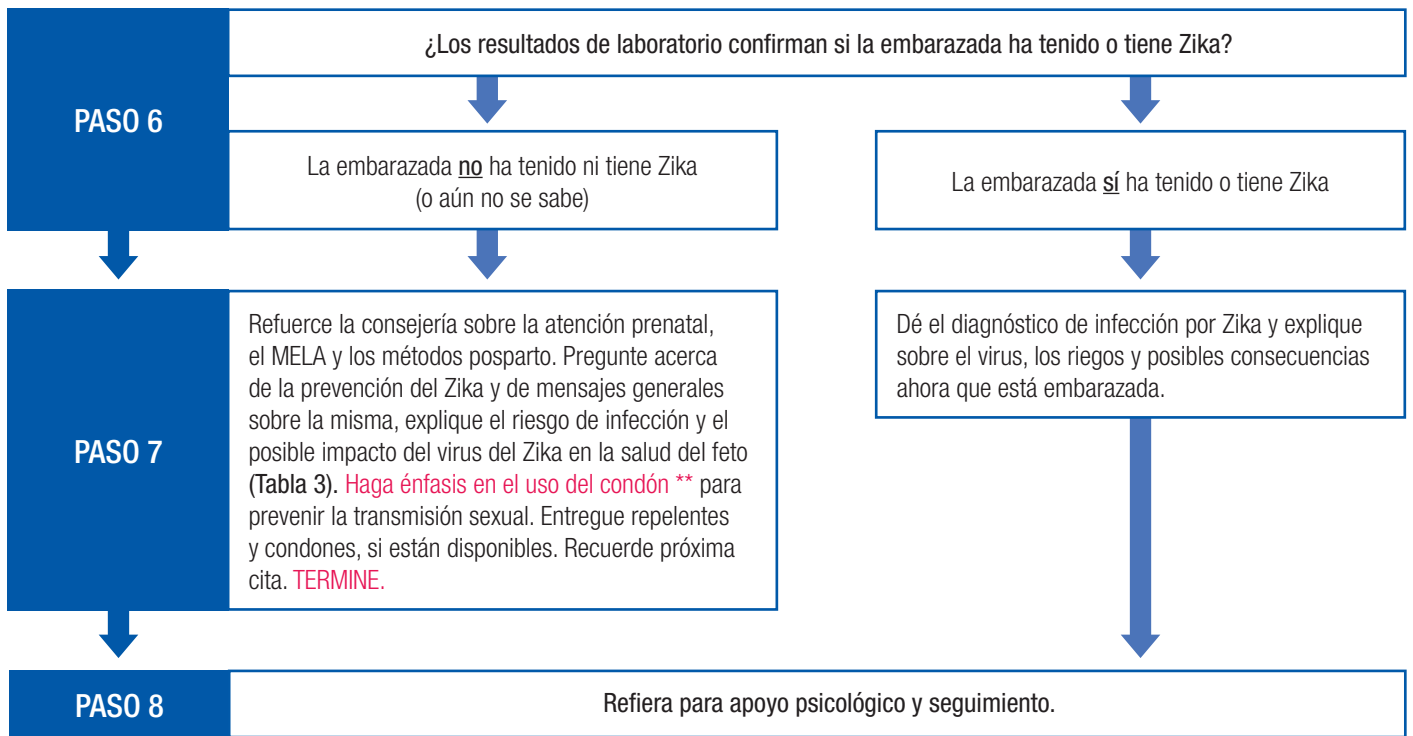 PASO 6
¿Los resultados de laboratorio confirman si la embarazada ha tenido o tiene Zika?
La embarazada no ha tenido ni tiene Zika
(o aún no se sabe)
La embarazada sí ha tenido o tiene Zika
PASO 7
Refuerce la consejería sobre la atención prenatal,
el MELA y los métodos posparto. Pregunte acerca
de la prevención del Zika y de mensajes generales
sobre la misma, explique el riesgo de infección y el
posible impacto del virus del Zika en la salud del feto
(Tabla 3). Haga énfasis en el uso del condón ** para
prevenir la transmisión sexual. Entregue repelentes
y condones, si están disponibles. Recuerde próxima
cita. TERMINE.
Dé el diagnóstico de infección por Zika y explique
sobre el virus, los riegos y posibles consecuencias
ahora que está embarazada.
PASO 8
Refiera para apoyo psicológico y seguimiento.